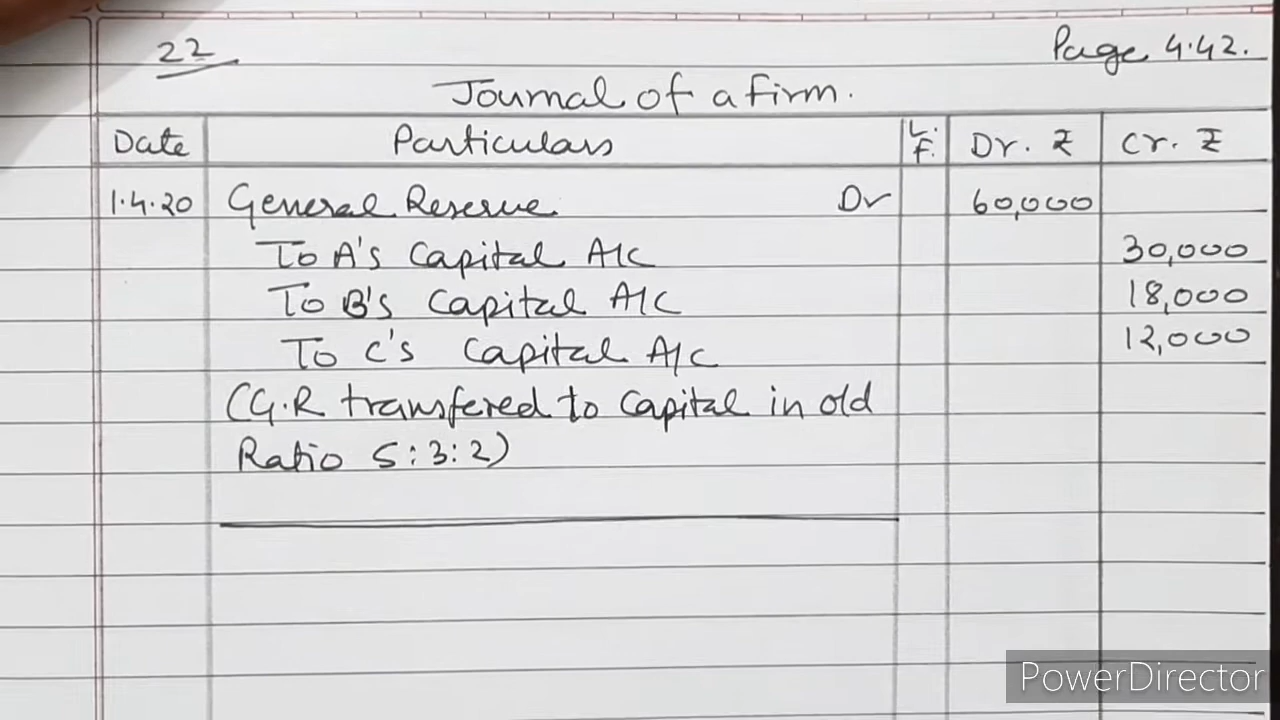 22
Page 4.42.
Journal of a firm.
Date Particulars L.F. Dr. ₹ Cr. ₹
1.4.20 General Reserve Dr 60,000
To A's Capital A/C 30,000
To B's Capital A/C 18,000
To C's Capital A/C 12,000
(G.R transfered to Capital in old
Ratio 5:3:2)
PowerDirector